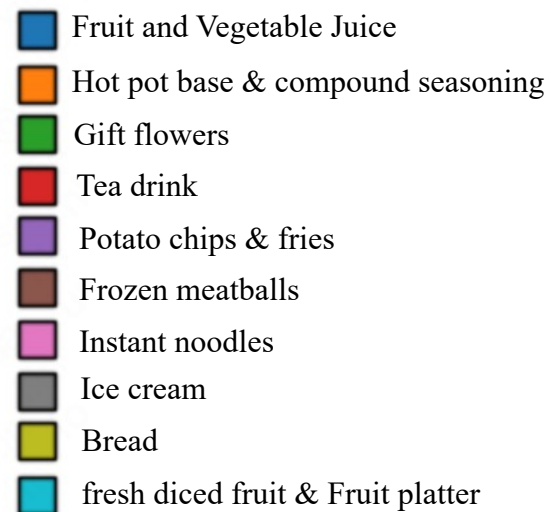 Fruit and Vegetable Juice
Hot pot base & compound seasoning
Gift flowers
Tea drink
Potato chips & fries
Frozen meatballs
Instant noodles
Ice cream
Bread
fresh diced fruit & Fruit platter